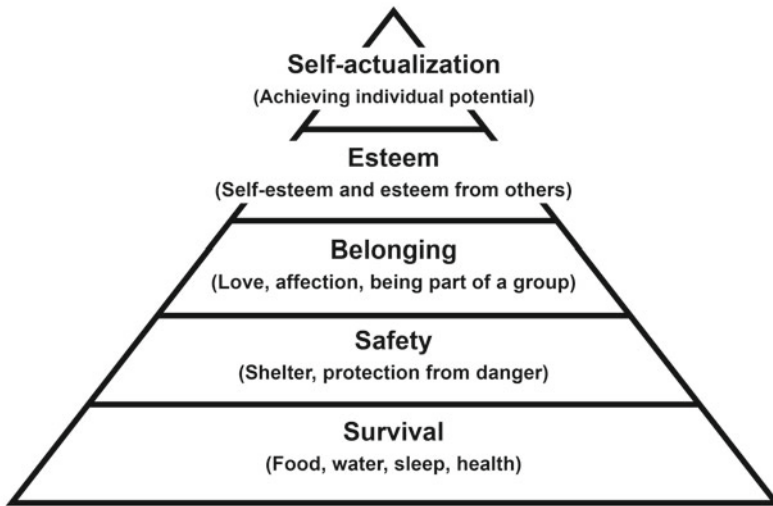 Self-actualization
(Achieving individual potential)
Esteem
(Self-esteem and esteem from others)
Belonging
(Love, affection, being part of a group)
Safety
(Shelter, protection from danger)
Survival
(Food, water, sleep, health)